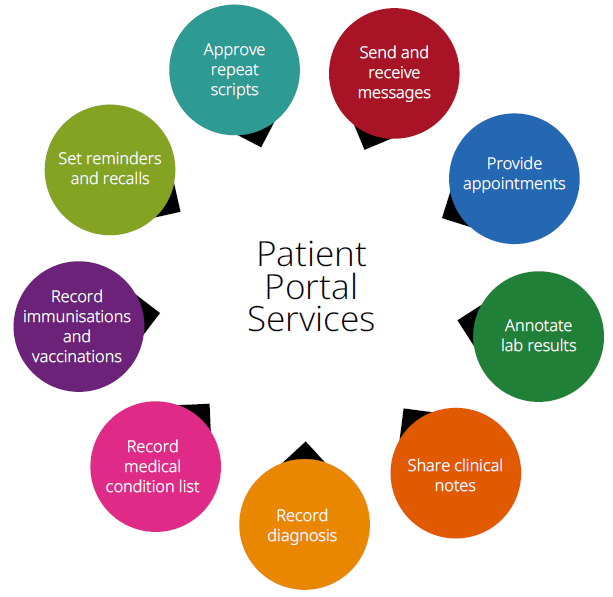 Patient
Portal
Services
Send and
receive
messages
Provide
appointments
Annotate
lab results
Share clinical
notes
Record
diagnosis
Record
medical
condition list
Record
immunisations
and
vaccinations
Set reminders
and recalls
Approve
repeat
scripts